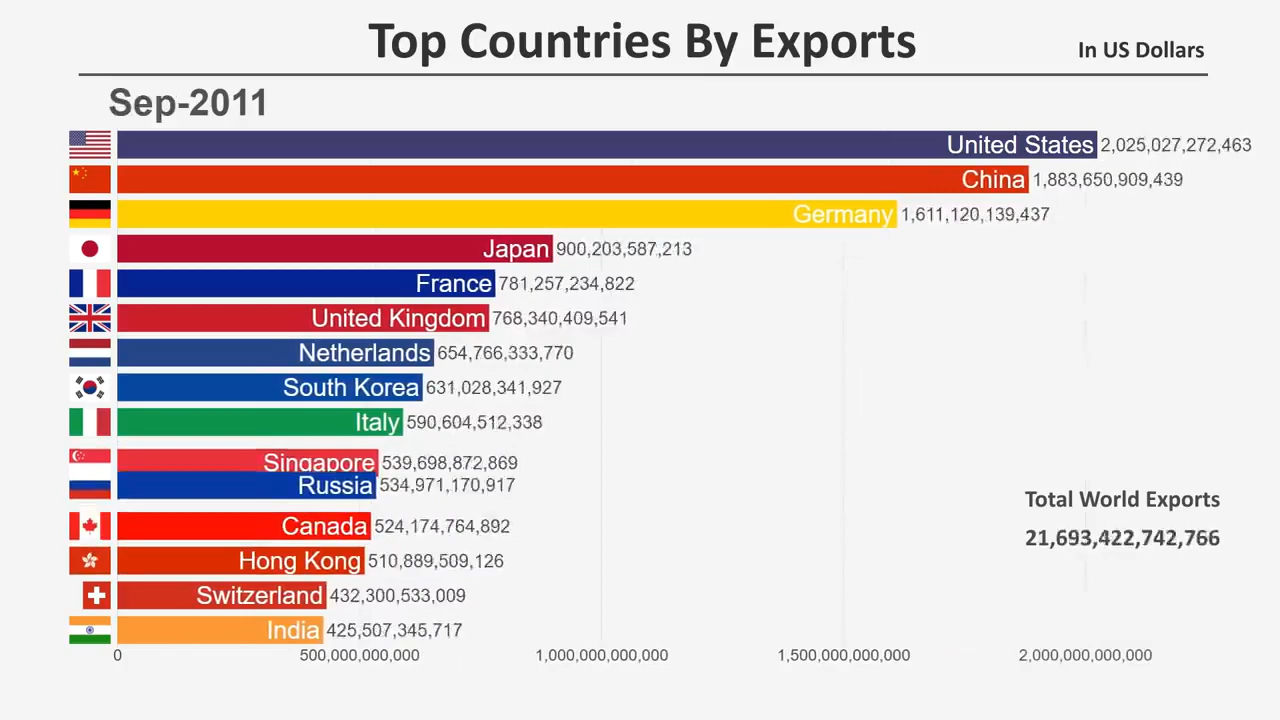 Top Countries By Exports
In US Dollars
Sep-2011
United States 2,025,027,272,463
China 1,883,650,909,439
Germany 1,611,120,139,437
Japan 900,203,587,213
France 781,257,234,822
United Kingdom 768,340,409,541
Netherlands 654,766,333,770
South Korea 631,028,341,927
Italy 590,604,512,338
Singapore 539,698,872,869
Russia 534,971,170,917
Total World Exports
Canada 524,174,764,892
21,693,422,742,766
Hong Kong 510,889,509,126
Switzerland 432,300,533,009
India 425,507,345,717
0 500,000,000,000 1,000,000,000,000 1,500,000,000,000 2,000,000,000,000